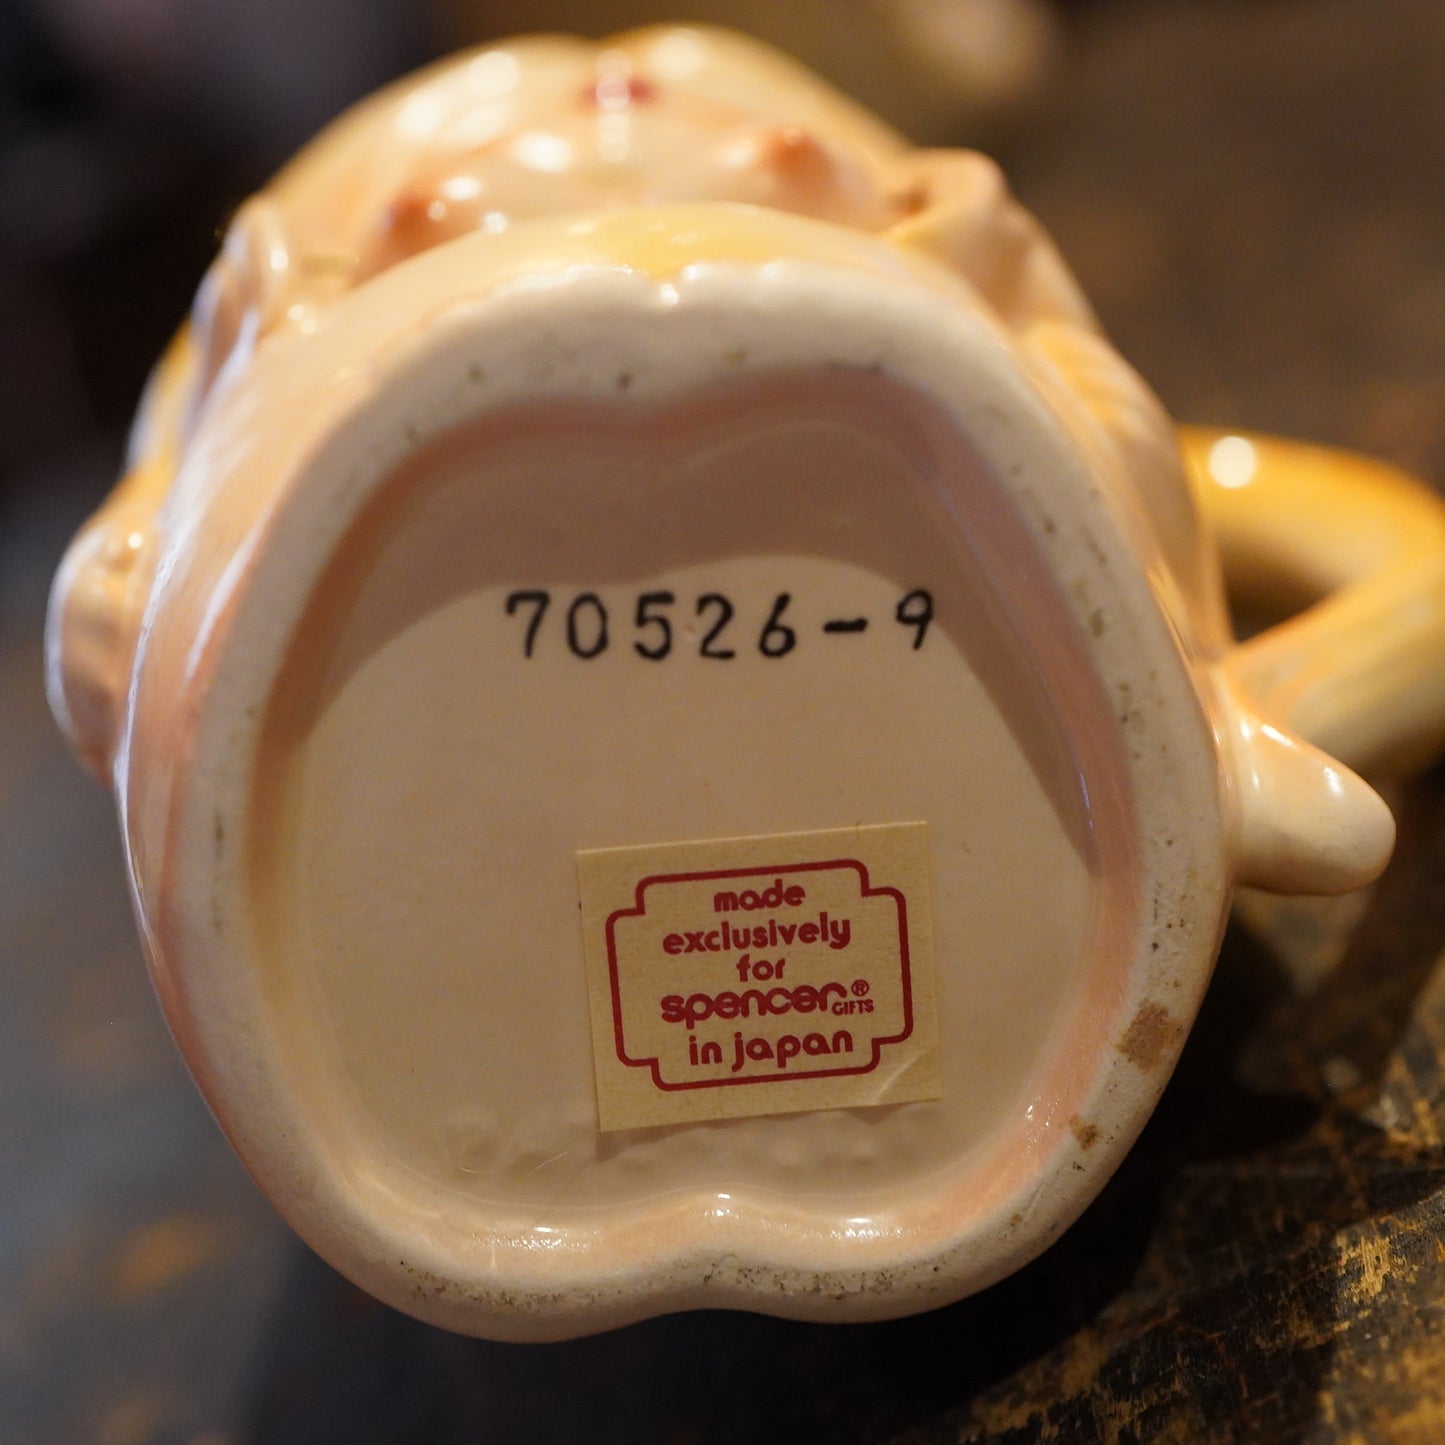 70526-9
made
exclusively
for
spencer® GIFTS
in japan